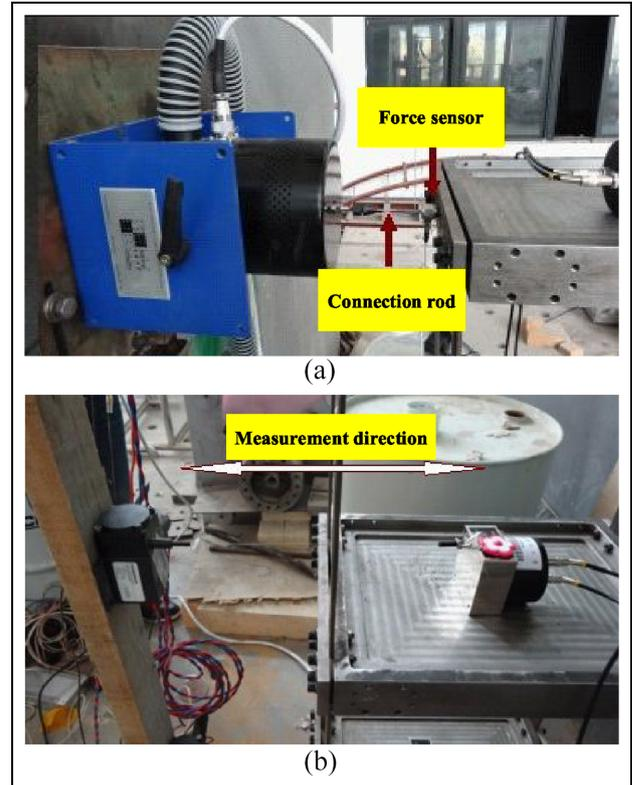 Force sensor
Connection rod
(a)
Measurement direction
(b)